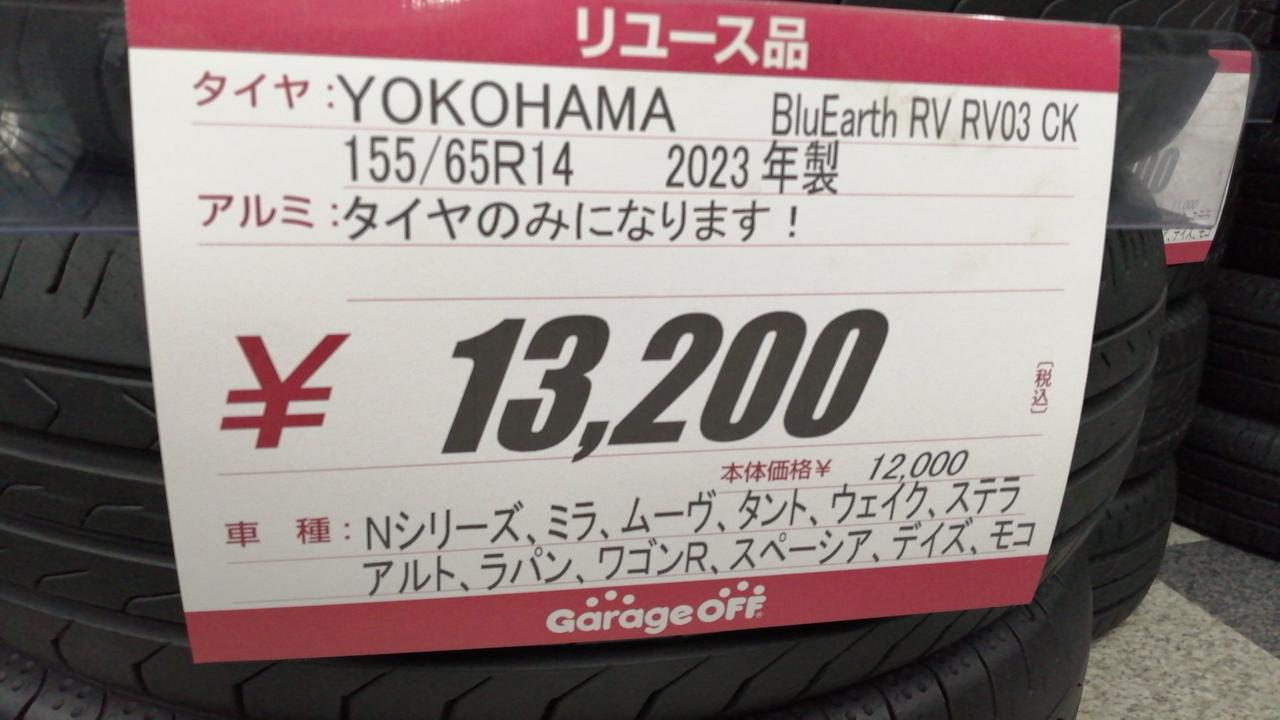 リユース品
タイヤ:YOKOHAMA BluEarth RV RV03 CK
155/65R14 2023年製
アルミ:タイヤのみになります!
¥ 13,200 [税込]
本体価格¥ 12,000
車 種:Nシリーズ、ミラ、ムーヴ、タント、ウェイク、ステラ
アルト、ラパン、ワゴンR、スペーシア、デイズ、モコ
GarageOFF